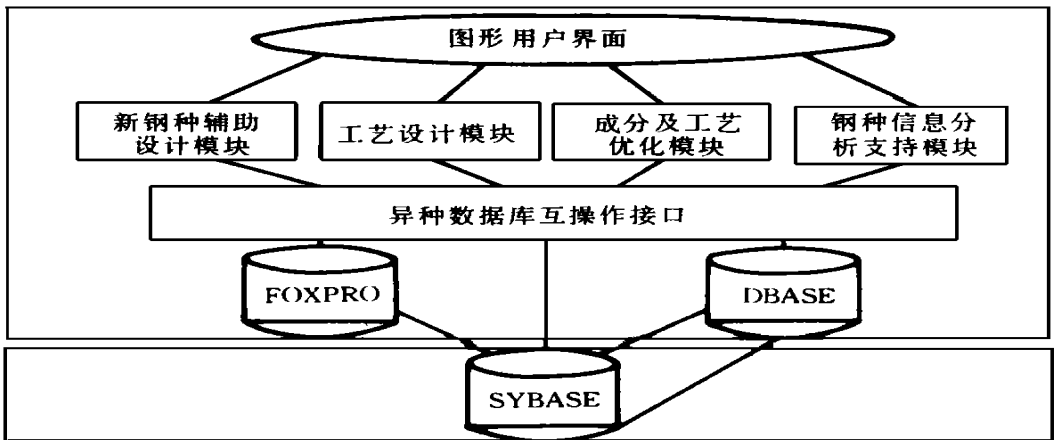 图形用户界面
新钢种辅助
设计模块
工艺设计模块
成分及工艺
优化模块
钢种信息分
析支持模块
异种数据库互操作接口
FOXPRO
DBASE
SYBASE